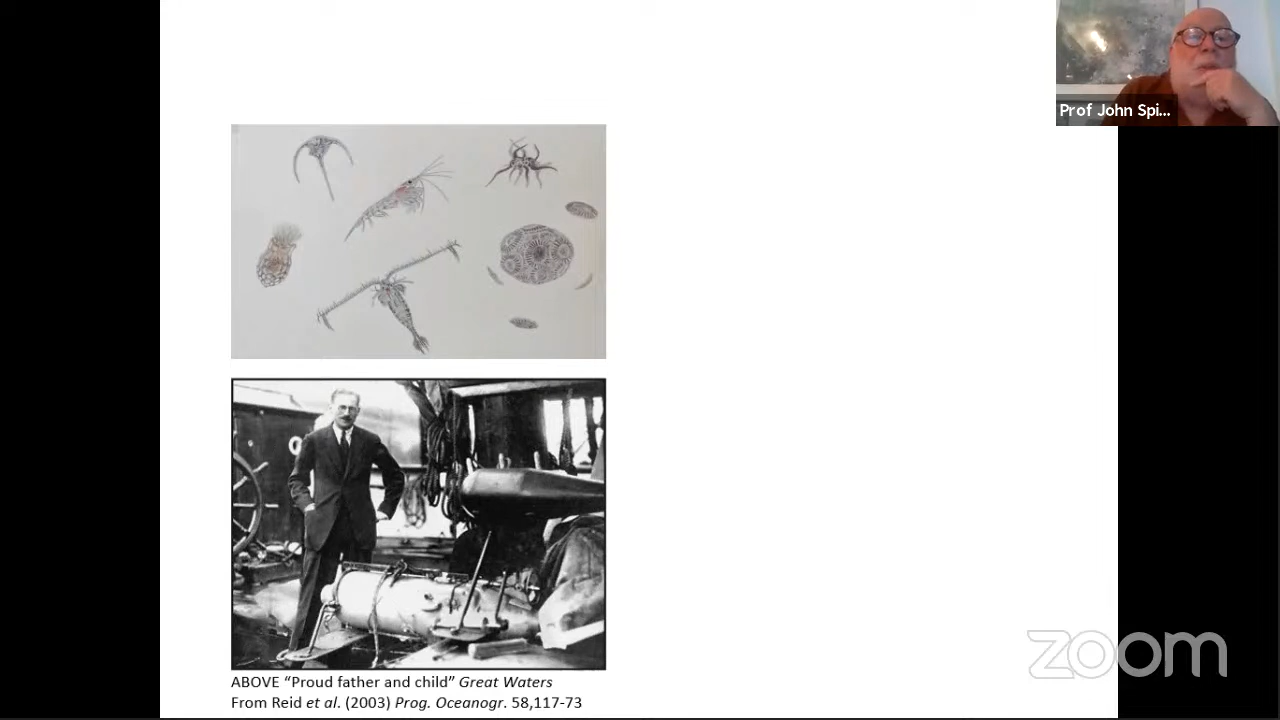 Prof John Spi...
ABOVE “Proud father and child” Great Waters
From Reid et al. (2003) Prog. Oceanogr. 58,117-73
zoom